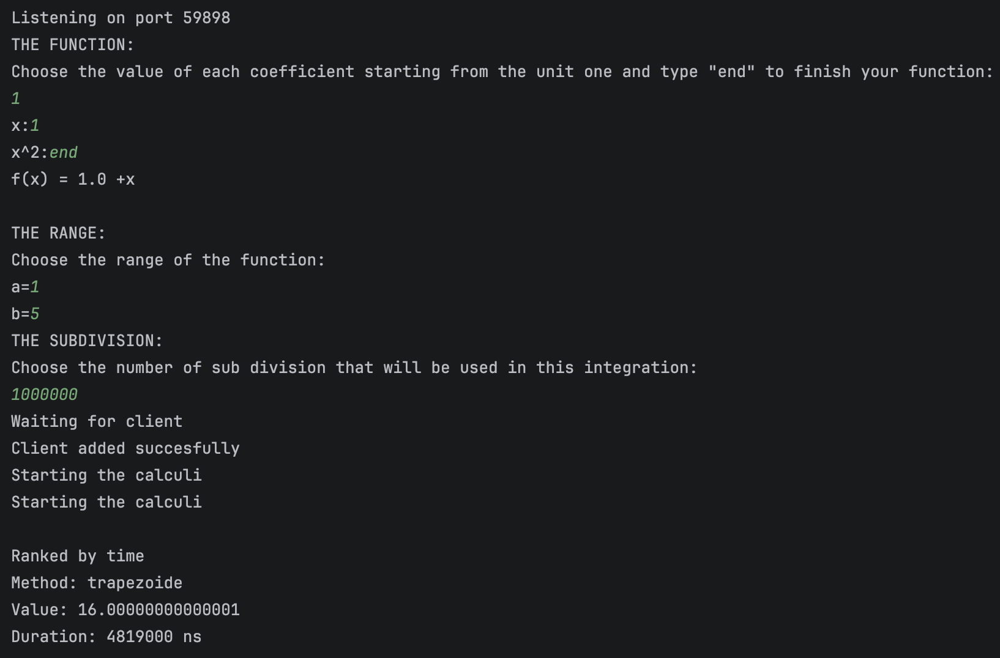 Listening on port 59898
THE FUNCTION:
Choose the value of each coefficient starting from the unit one and type "end" to finish your function:
1
x:1
x^2:end
f(x) = 1.0 +x
THE RANGE:
Choose the range of the function:
a=1
b=5
THE SUBDIVISION:
Choose the number of sub division that will be used in this integration:
1000000
Waiting for client
Client added succesfully
Starting the calculi
Starting the calculi
Ranked by time
Method: trapezoide
Value: 16.00000000000001
Duration: 4819000 ns